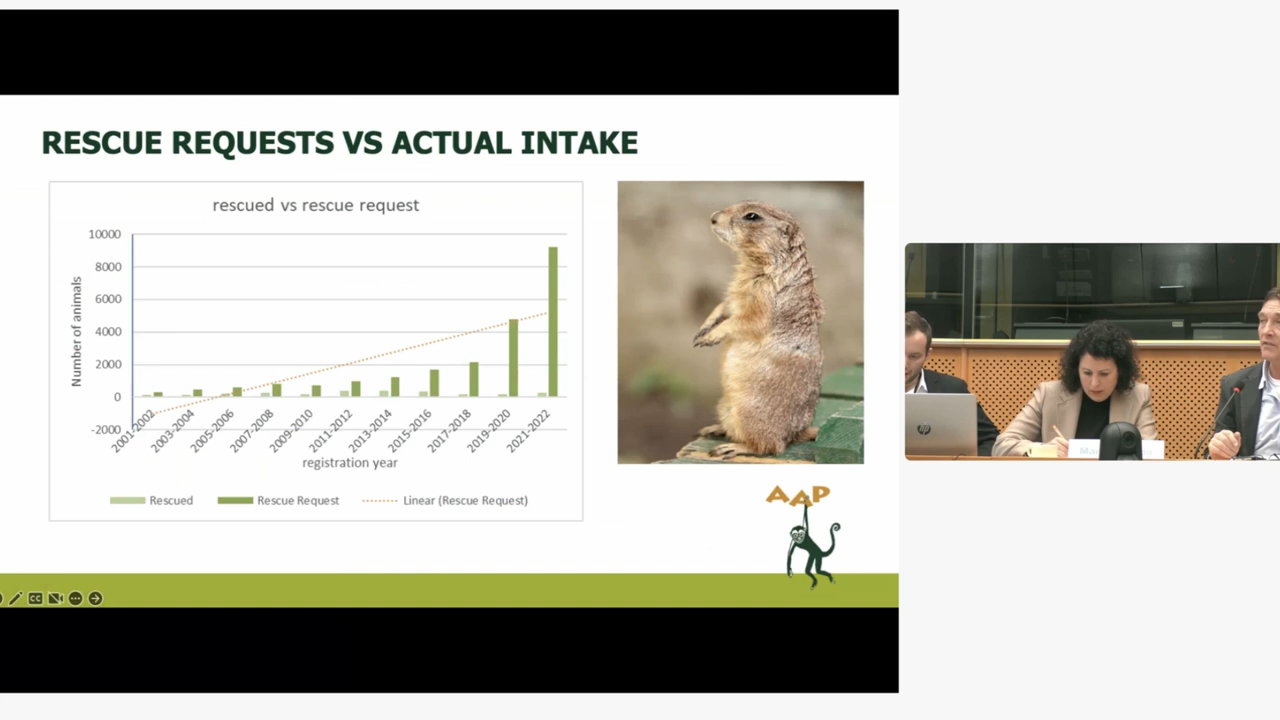 RESCUE REQUESTS VS ACTUAL INTAKE
rescued vs rescue request
Number of animals
10000
8000
6000
4000
2000
0
-2000
2001-2002
2003-2004
2005-2006
2007-2008
2009-2010
2011-2012
2013-2014
2015-2016
2017-2018
2019-2020
2021-2022
registration year
Rescued
Rescue Request
Linear (Rescue Request)
AAP
CC
hp